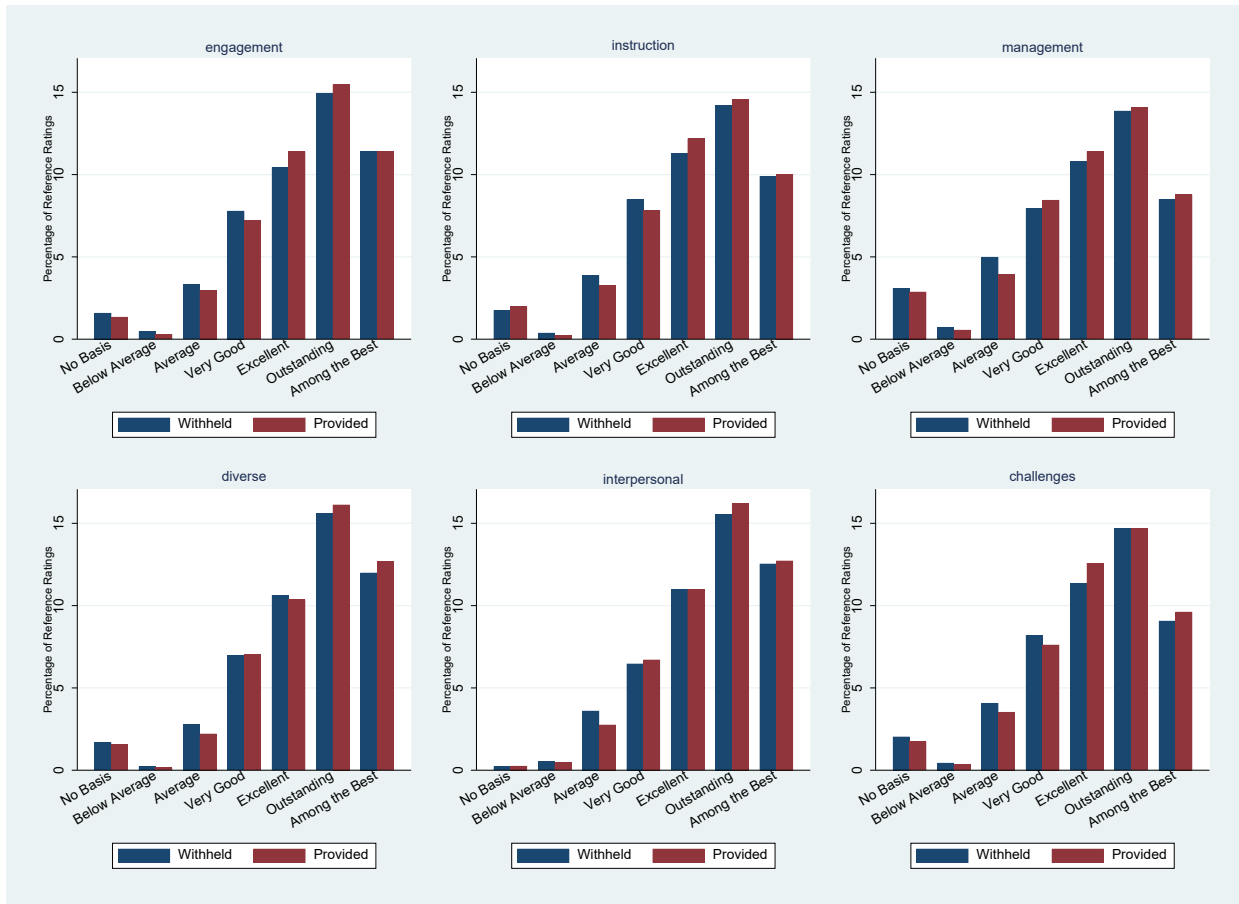 engagement
Percentage of Reference Ratings
15
10
5
0
No Basis
Below Average
Average
Very Good
Excellent
Outstanding
Among the Best
Withheld Provided
instruction
Percentage of Reference Ratings
15
10
5
0
No Basis
Below Average
Average
Very Good
Excellent
Outstanding
Among the Best
Withheld Provided
management
Percentage of Reference Ratings
15
10
5
0
No Basis
Below Average
Average
Very Good
Excellent
Outstanding
Among the Best
Withheld Provided
diverse
Percentage of Reference Ratings
15
10
5
0
No Basis
Below Average
Average
Very Good
Excellent
Outstanding
Among the Best
Withheld Provided
interpersonal
Percentage of Reference Ratings
15
10
5
0
No Basis
Below Average
Average
Very Good
Excellent
Outstanding
Among the Best
Withheld Provided
challenges
Percentage of Reference Ratings
15
10
5
0
No Basis
Below Average
Average
Very Good
Excellent
Outstanding
Among the Best
Withheld Provided